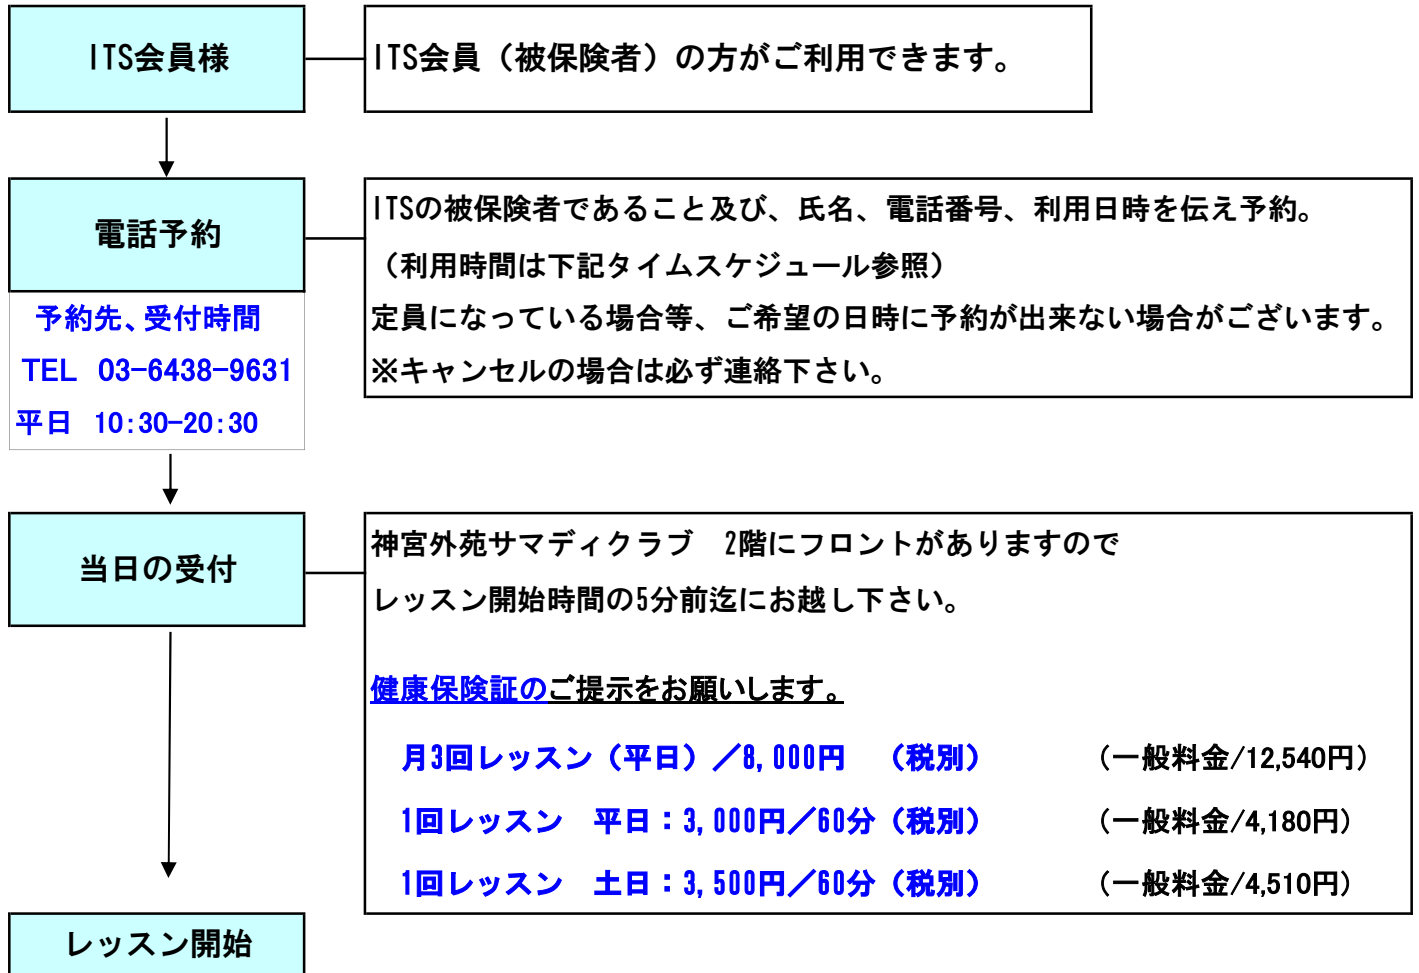 ITS会員様
ITS会員（被保険者）の方がご利用できます。
電話予約
ITSの被保険者であること及び、氏名、電話番号、利用日時を伝え予約。
（利用時間は下記タイムスケジュール参照）
定員になっている場合等、ご希望の日時に予約が出来ない場合がございます。
※キャンセルの場合は必ず連絡下さい。
予約先、受付時間
TEL 03-6438-9631
平日 10:30-20:30
当日の受付
神宮外苑サマディクラブ 2階にフロントがありますので
レッスン開始時間の5分前迄にお越し下さい。
健康保険証のご提示をお願いします。
月3回レッスン（平日）／8,000円 （税別） （一般料金/12,540円）
1回レッスン 平日：3,000円／60分（税別） （一般料金/4,180円）
1回レッスン 土日：3,500円／60分（税別） （一般料金/4,510円）
レッスン開始